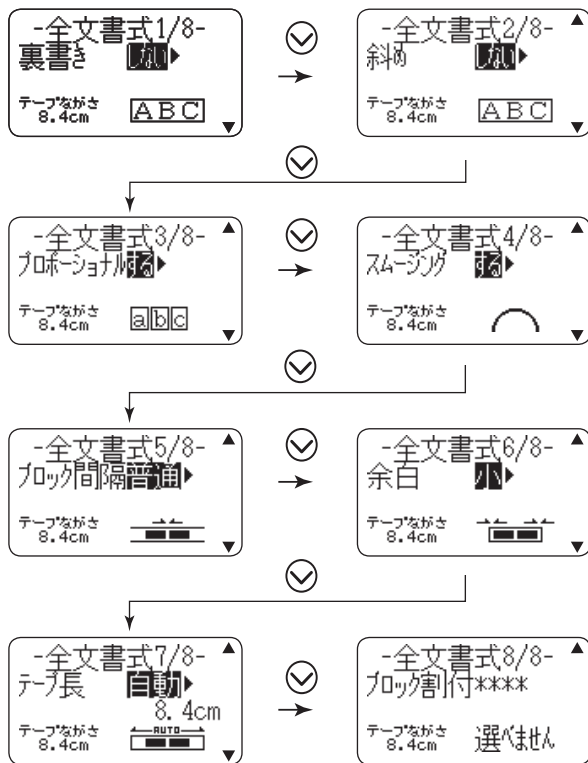 -全文書式1/8-
裏書き しない
テープながさ
8.4cm
ABC
-全文書式2/8-
斜め しない
テープながさ
8.4cm
ABC
-全文書式3/8-
プロポーショナル する
テープながさ
8.4cm
abc
-全文書式4/8-
スムージング する
テープながさ
8.4cm
-全文書式5/8-
ブロック間隔 普通
テープながさ
8.4cm
-全文書式6/8-
余白 小
テープながさ
8.4cm
-全文書式7/8-
テープ長 自動
8.4cm
テープながさ
8.4cm
AUTO
-全文書式8/8-
ブロック割付****
テープながさ
8.4cm
選べません